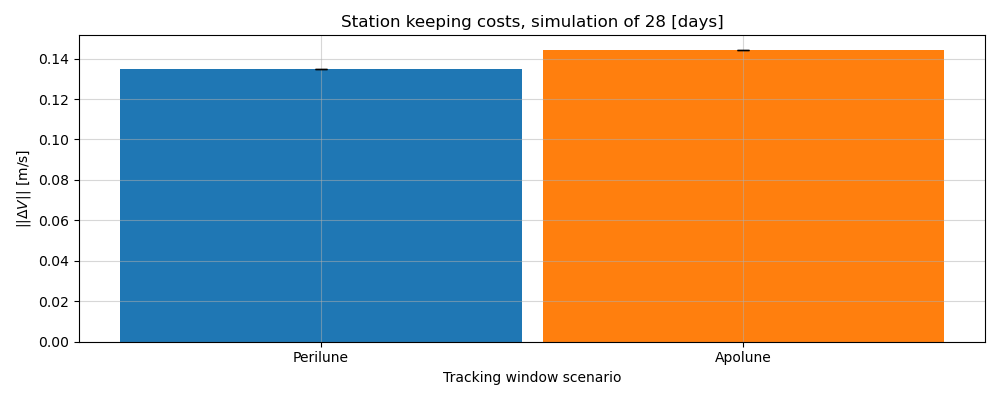 Station keeping costs, simulation of 28 [days]
||ΔV|| [m/s]
0.14
0.12
0.10
0.08
0.06
0.04
0.02
0.00
Perilune Apolune
Tracking window scenario